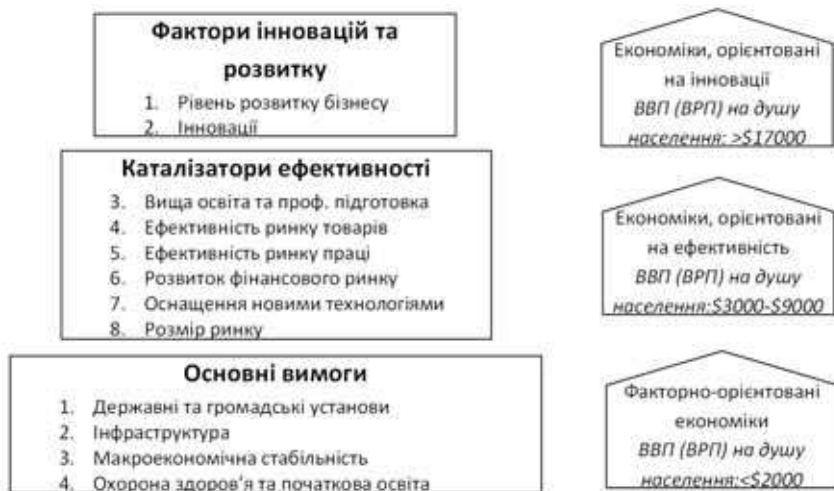 Фактори інновацій та
розвитку
1. Рівень розвитку бізнесу
2. Інновації
Економіки, орієнтовані
на інновації
ВВП (ВРП) на душу
населення: >$17000
Каталізатори ефективності
3. Вища освіта та проф. підготовка
4. Ефективність ринку товарів
5. Ефективність ринку праці
6. Розвиток фінансового ринку
7. Оснащення новими технологіями
8. Розмір ринку
Економіки, орієнтовані
на ефективність
ВВП (ВРП) на душу
населення:$3000-$9000
Основні вимоги
1. Державні та громадські установи
2. Інфраструктура
3. Макроекономічна стабільність
4. Охорона здоров'я та початкова освіта
Факторно-орієнтовані
економіки
ВВП (ВРП) на душу
населення:<$2000